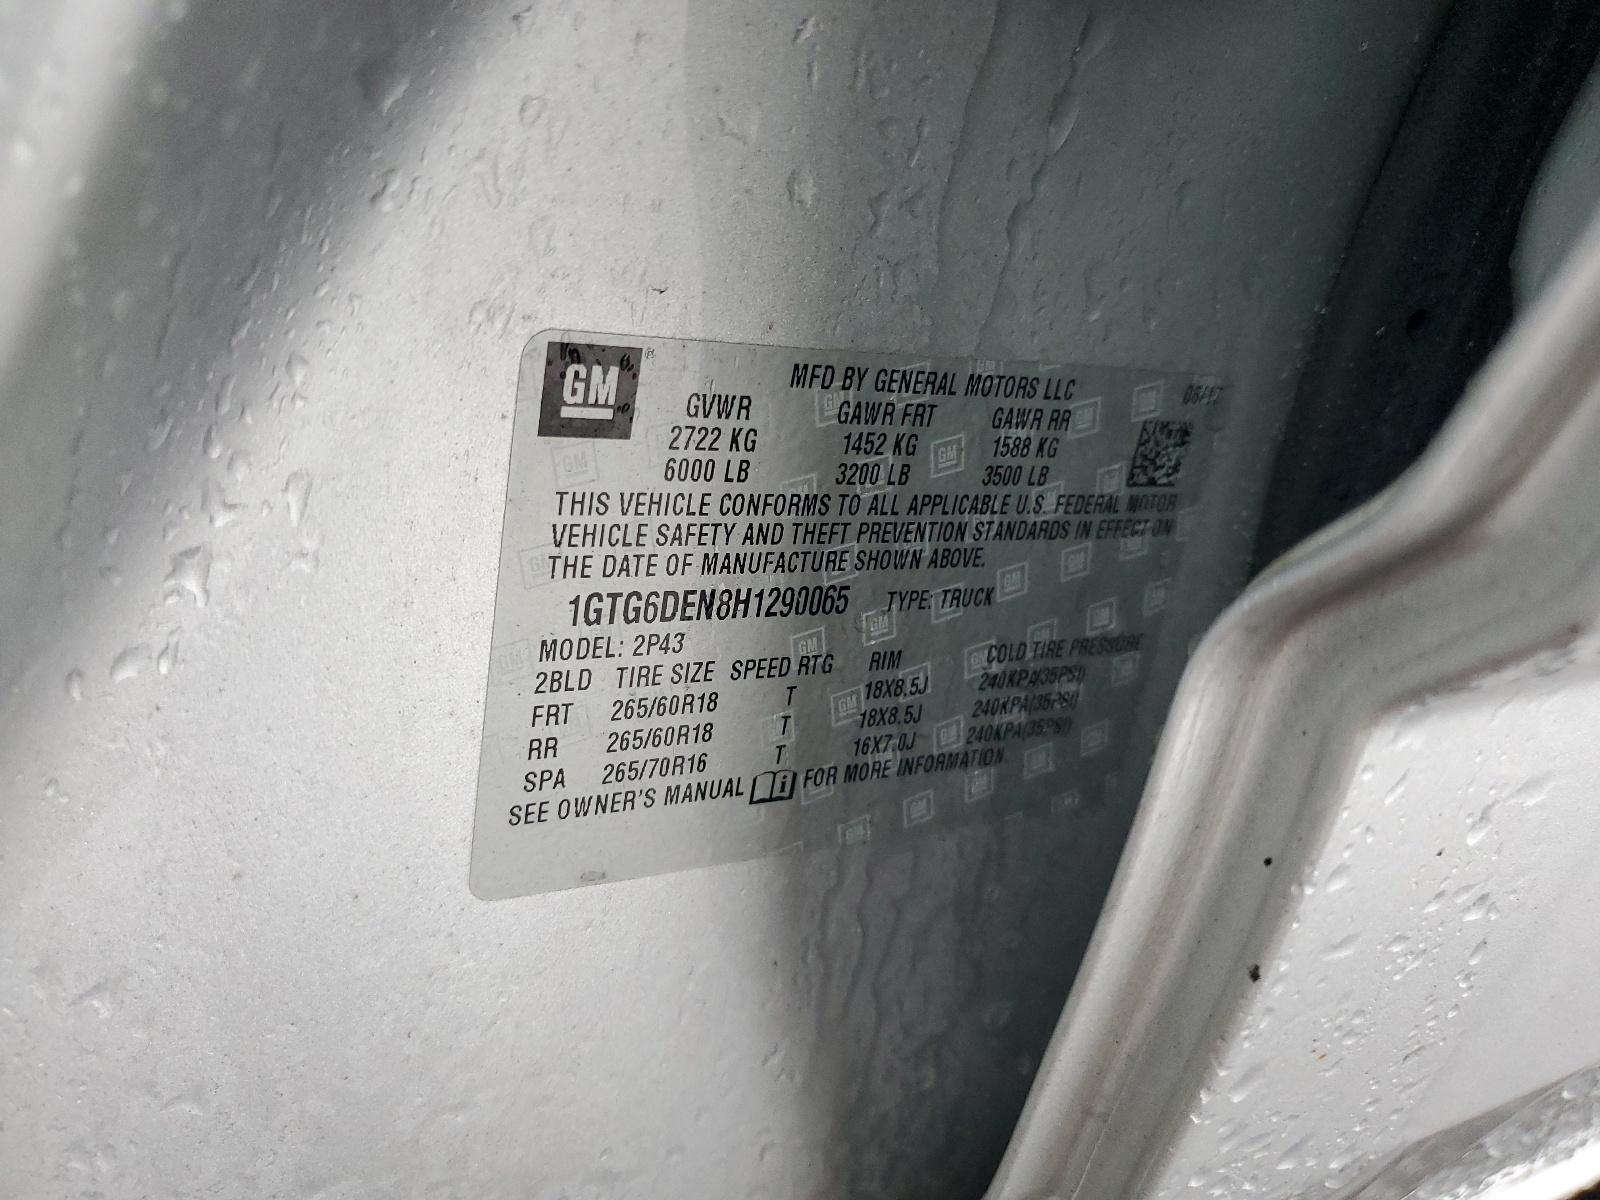 GM
MFD BY GENERAL MOTORS LLC 06/17
GVWR GAWR FRT GAWR RR
2722 KG 1452 KG 1588 KG
6000 LB 3200 LB 3500 LB
THIS VEHICLE CONFORMS TO ALL APPLICABLE U.S. FEDERAL MOTOR
VEHICLE SAFETY AND THEFT PREVENTION STANDARDS IN EFFECT ON
THE DATE OF MANUFACTURE SHOWN ABOVE.
1GTG6DEN8H1290065 TYPE: TRUCK
MODEL: 2P43
2BLD TIRE SIZE SPEED RTG RIM COLD TIRE PRESSURE
FRT 265/60R18 T 18X8.5J 240KPA(35PSI)
RR 265/60R18 T 18X8.5J 240KPA(35PSI)
SPA 265/70R16 T 16X7.0J 240KPA(35PSI)
SEE OWNER'S MANUAL FOR MORE INFORMATION.